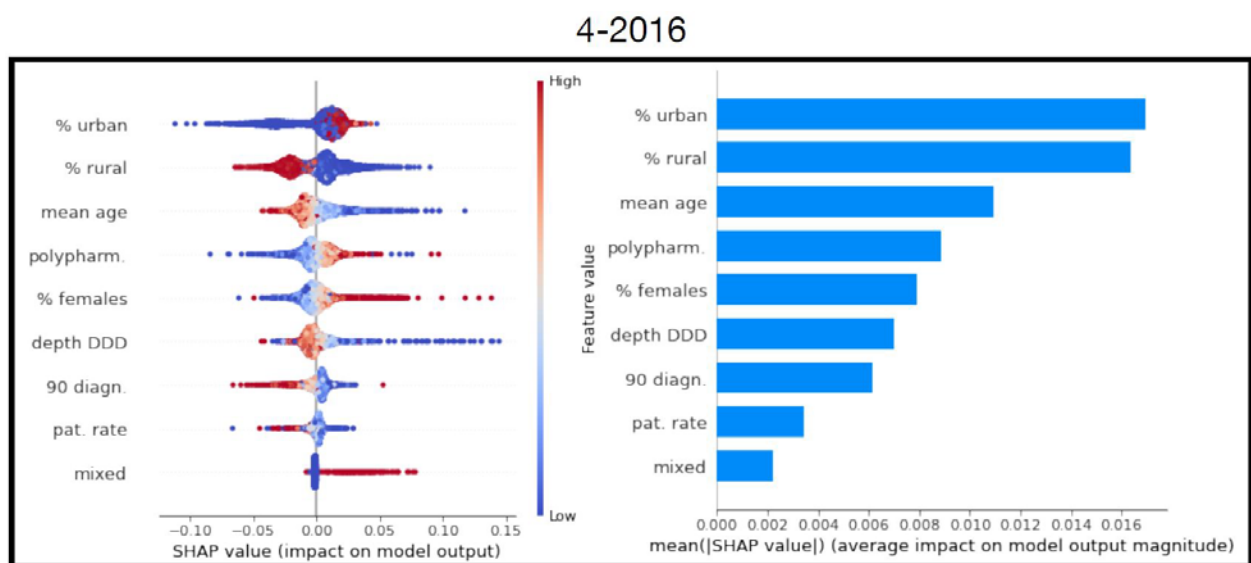 4-2016
High
% urban
% rural
mean age
polypharm.
% females
depth DDD
90 diagn.
pat. rate
mixed
Low
−0.10 −0.05 0.00 0.05 0.10 0.15
SHAP value (impact on model output)
Feature value
% urban
% rural
mean age
polypharm.
% females
depth DDD
90 diagn.
pat. rate
mixed
0.000 0.002 0.004 0.006 0.008 0.010 0.012 0.014 0.016
mean(|SHAP value|) (average impact on model output magnitude)